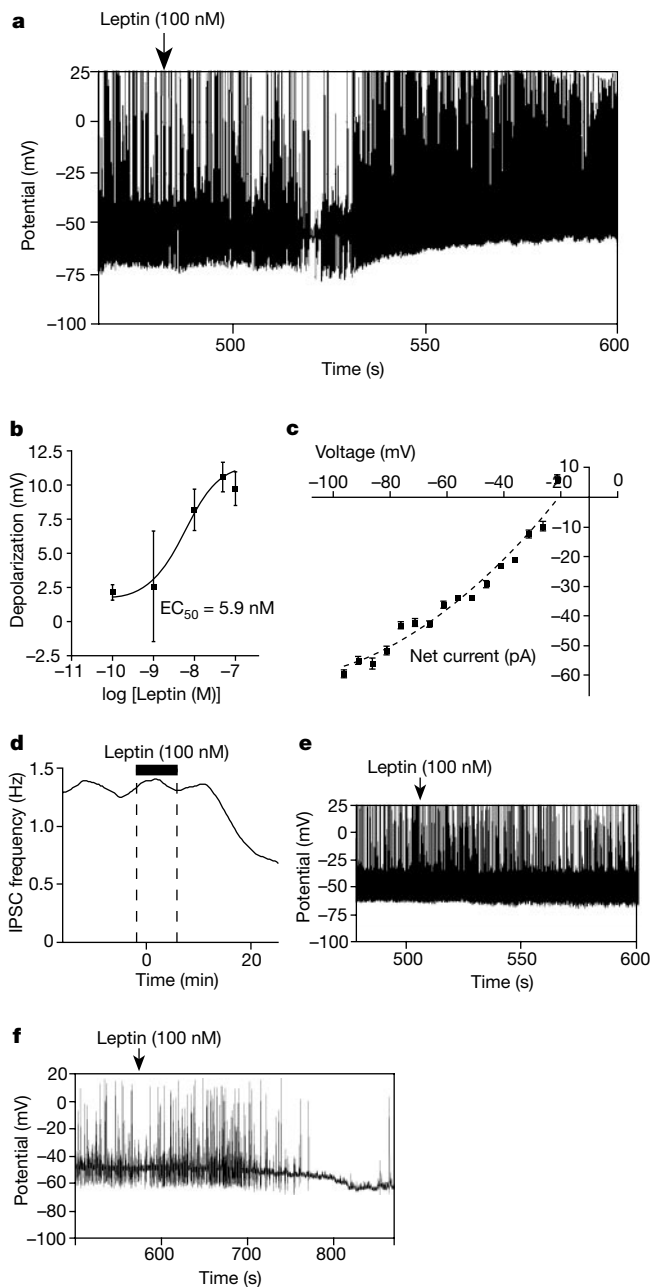 a
Leptin (100 nM)
25
0
−25
−50
−75
−100
Potential (mV)
500
550
600
Time (s)
b
12.5
10.0
7.5
5.0
2.5
0
−2.5
Depolarization (mV)
EC50 = 5.9 nM
−11
−10
−9
−8
−7
log [Leptin (M)]
c
Voltage (mV)
−100
−80
−60
−40
−20
0
10
−10
−20
−30
−40
−50
−60
Net current (pA)
d
Leptin (100 nM)
1.5
1.0
0.5
0
IPSC frequency (Hz)
0
20
Time (min)
e
Leptin (100 nM)
25
0
−25
−50
−75
−100
Potential (mV)
500
550
600
Time (s)
f
Leptin (100 nM)
20
0
−20
−40
−60
−80
−100
Potential (mV)
600
700
800
Time (s)